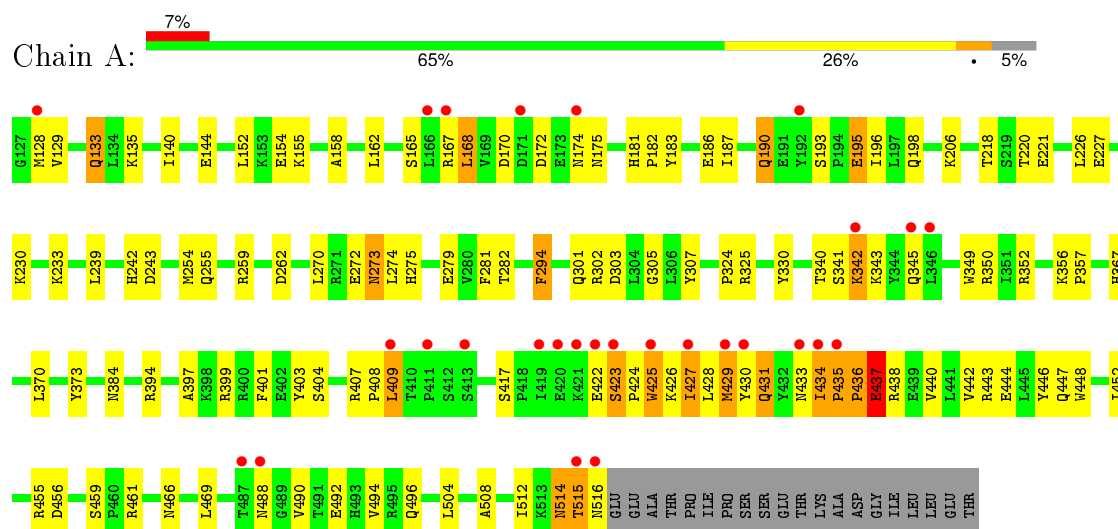 7%
Chain A:
65% 26% • 5%
G127 M128 V129 Q133 L134 K135 I140 E144 L152 K153 E154 K155 A158 L162 S165 L166 R167 L168 V169 D170 D171 D172 E173 N174 N175 H181 P182 Y183 E186 I187 Q190 E191 Y192 S193 P194 E195 I196 L197 Q198 K206 T218 S219 T220 E221 L226 E227
K230 K233 L239 H242 D243 M254 Q255 R259 D262 L270 R271 E272 N273 L274 H275 E279 V280 F281 T282 F294 Q301 R302 D303 L304 G305 L306 Y307 P324 R325 Y330 T340 S341 K342 K343 Y344 Q345 L346 W349 R350 I351 R352 K356 P357 H367
L370 Y373 N384 R394 A397 K398 R399 R400 F401 E402 Y403 S404 R407 P408 L409 T410 P411 S412 S413 S417 P418 I419 E420 K421 E422 S423 P424 W425 K426 I427 L428 M429 Y430 Q431 Y432 N433 I434 P435 P436 E437 R438 E439 V440 L441 V442 R443 E444 L445 Y446 Q447 W448 I452
R455 D456 S459 P460 R461 N466 L469 T487 N488 G489 V490 T491 E492 H493 V494 R495 Q496 L504 A508 I512 K513 N514 T515 N516 GLU GLU ALA THR PRO ILE PRO SER SER GLU THR LYS ALA ASP GLY ILE LEU LEU GLU THR